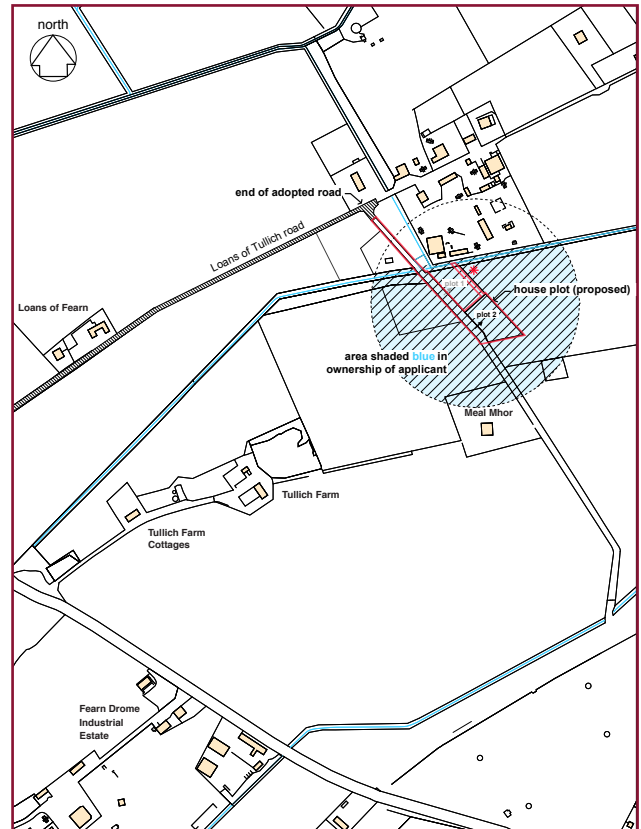 north
end of adopted road
Loans of Tullich road
Loans of Fearn
plot 1
house plot (proposed)
plot 2
area shaded blue in
ownership of applicant
Meal Mhor
Tullich Farm
Tullich Farm
Cottages
Fearn Drome
Industrial
Estate